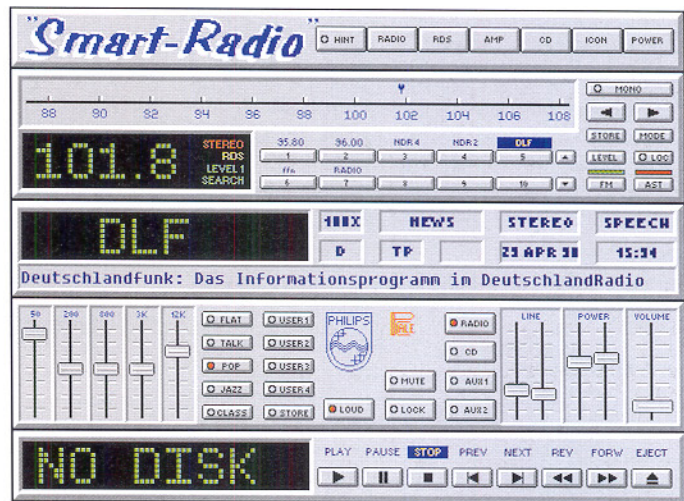 "Smart-Radio"
HINT RADIO RDS AMP CD ICON POWER
88 90 92 94 96 98 100 102 104 106 108
MONO
STORE MODE
LEVEL LOC
FM AST
101.8
STEREO
RDS
LEVEL 1
SEARCH
95.80 96.00 NDR 4 NDR 2 DLF
1 2 3 4 5
ffn RADIO
6 7 8 9 10
DLF
100% NEWS STEREO SPEECH
D TP 29 APR 98 15:34
Deutschlandfunk: Das Informationsprogramm im DeutschlandRadio
50 200 800 3K 12K
FLAT USER1
TALK USER2
POP USER3
JAZZ USER4
CLASS STORE
PHILIPS
LOUD
MUTE
LOCK
RADIO
CD
AUX1
AUX2
LINE POWER VOLUME
NO DISK
PLAY PAUSE STOP PREV NEXT REV FORW EJECT